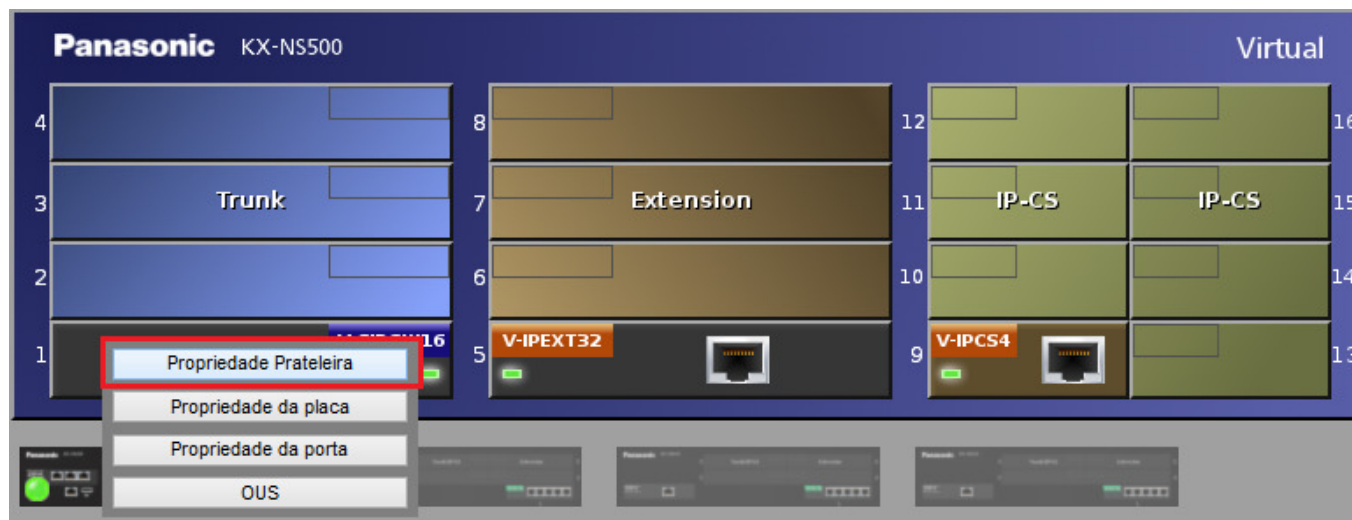 Panasonic KX-NS500 Virtual
4 8 12 16
3 Trunk 7 Extension 11 IP-CS IP-CS 15
2 6 10 14
1 16 5 V-IPEXT32 9 V-IPCS4 13
Propriedade Prateleira
Propriedade da placa
Propriedade da porta
OUS